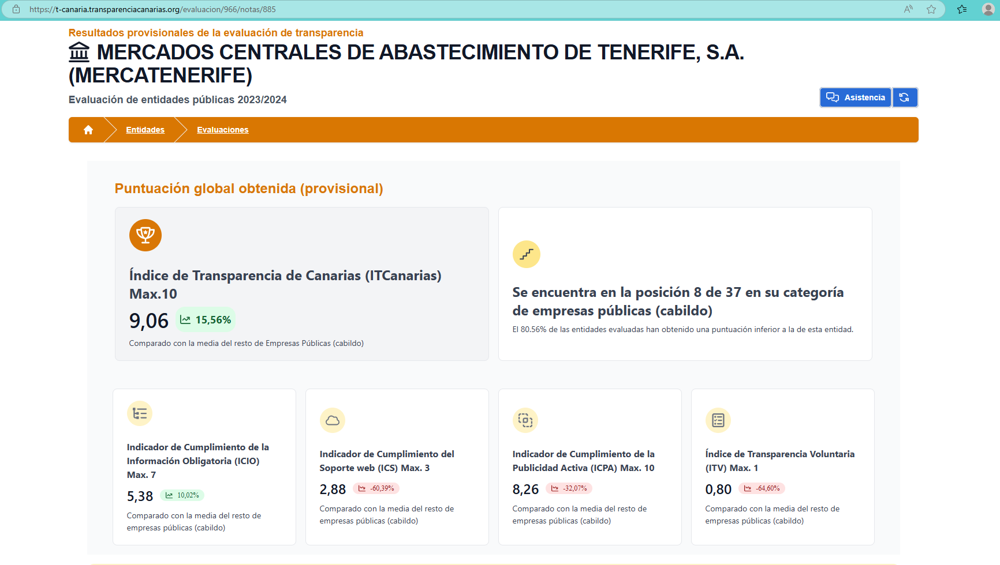 https://t-canaria.transparenciacanarias.org/evaluacion/966/notas/885
Resultados provisionales de la evaluación de transparencia
MERCADOS CENTRALES DE ABASTECIMIENTO DE TENERIFE, S.A.
(MERCATENERIFE)
Evaluación de entidades públicas 2023/2024
Asistencia
Entidades
Evaluaciones
Puntuación global obtenida (provisional)
Índice de Transparencia de Canarias (ITCanarias)
Max.10
9,06
15,56%
Comparado con la media del resto de Empresas Públicas (cabildo)
Se encuentra en la posición 8 de 37 en su categoría
de empresas públicas (cabildo)
El 80.56% de las entidades evaluadas han obtenido una puntuación inferior a la de esta entidad.
Indicador de Cumplimiento de la
Información Obligatoria (ICIO)
Max. 7
5,38
10,02%
Comparado con la media del resto de
empresas públicas (cabildo)
Indicador de Cumplimiento del
Soporte web (ICS) Max. 3
2,88
-60,39%
Comparado con la media del resto de
empresas públicas (cabildo)
Indicador de Cumplimiento de la
Publicidad Activa (ICPA) Max. 10
8,26
-32,07%
Comparado con la media del resto de
empresas públicas (cabildo)
Índice de Transparencia Voluntaria
(ITV) Max. 1
0,80
-64,60%
Comparado con la media del resto de
empresas públicas (cabildo)